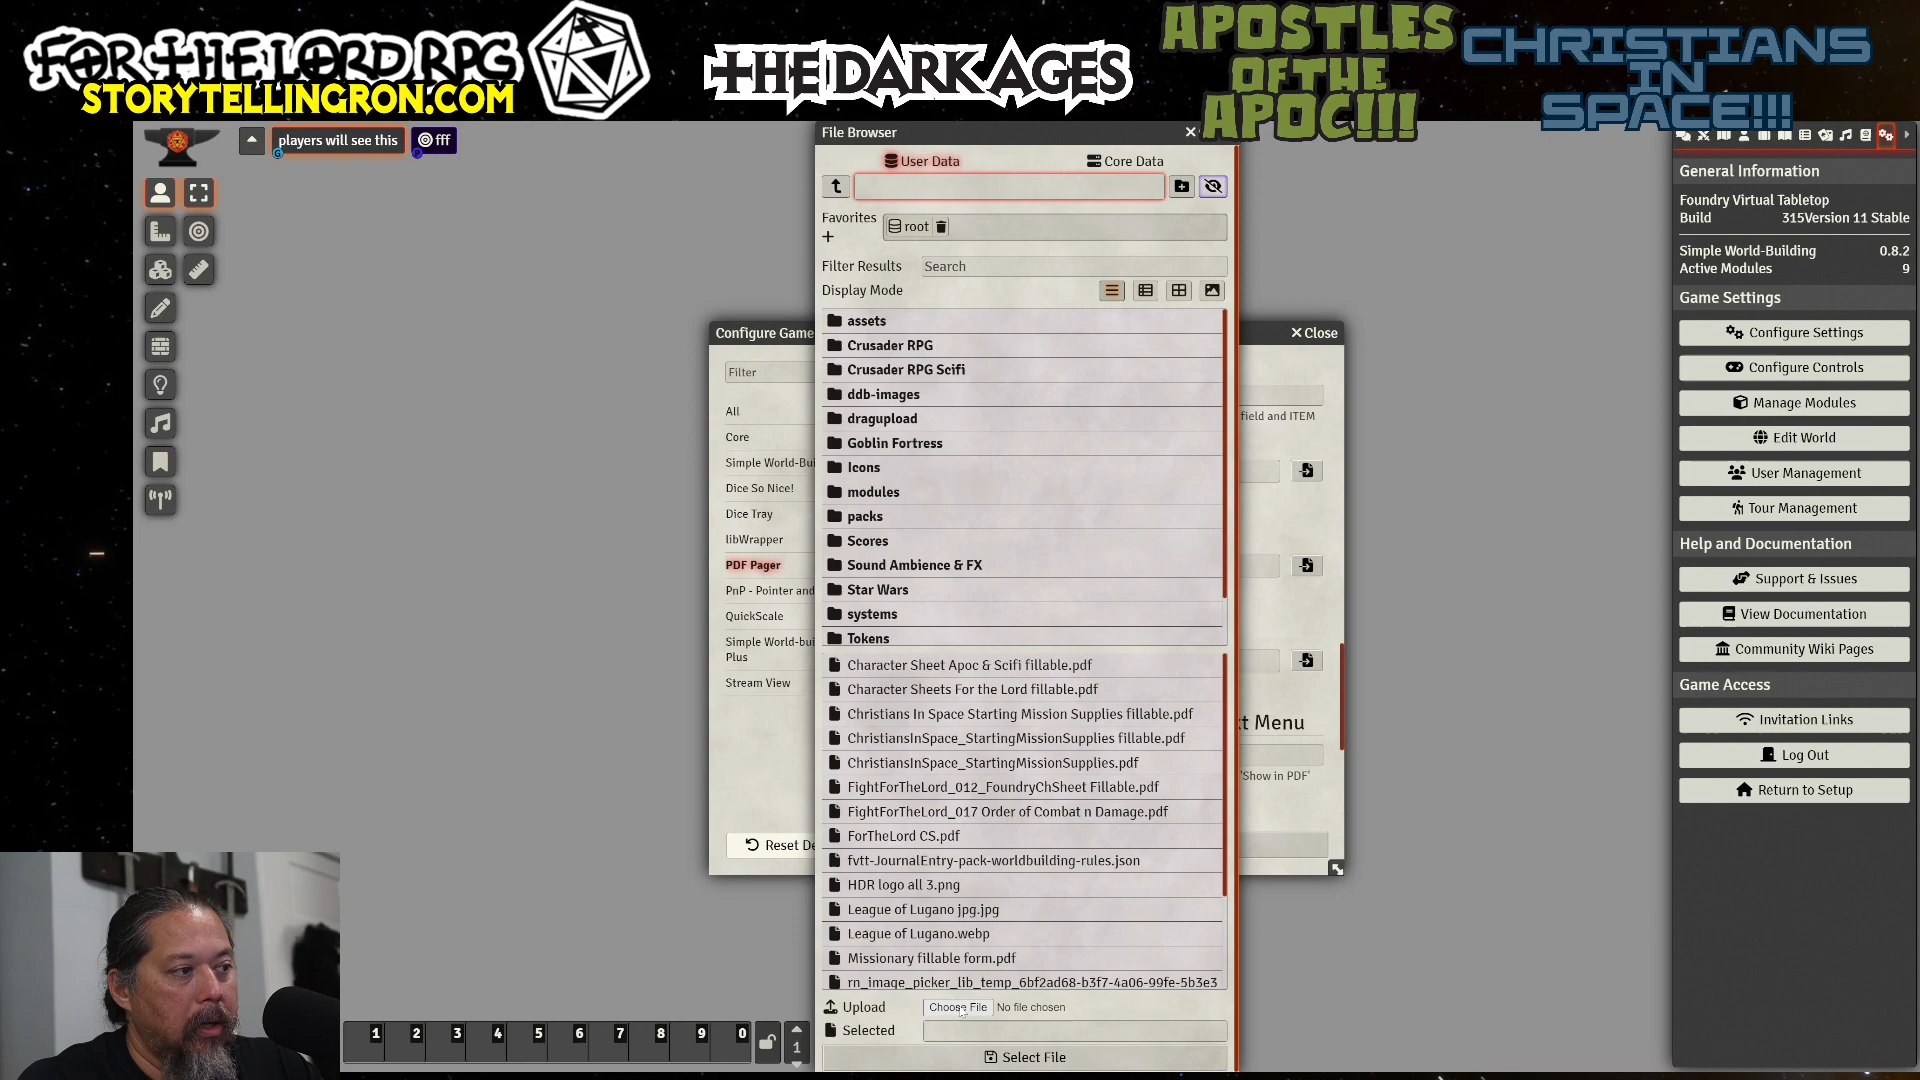 FOR THE LORD RPG
STORYTELLINGRON.COM
THE DARK AGES
APOSTLES
OF THE
APOC!!!
CHRISTIANS
IN
SPACE!!!
players will see this
G
fff
P
File Browser
User Data
Core Data
Favorites
root
Filter Results
Search
Display Mode
assets
Crusader RPG
Crusader RPG Scifi
ddb-images
dragupload
Goblin Fortress
Icons
modules
packs
Scores
Sound Ambience & FX
Star Wars
systems
Tokens
Character Sheet Apoc & Scifi fillable.pdf
Character Sheets For the Lord fillable.pdf
Christians In Space Starting Mission Supplies fillable.pdf
ChristiansInSpace_StartingMissionSupplies fillable.pdf
ChristiansInSpace_StartingMissionSupplies.pdf
FightForTheLord_012_FoundryChSheet Fillable.pdf
FightForTheLord_017 Order of Combat n Damage.pdf
ForTheLord CS.pdf
fvtt-JournalEntry-pack-worldbuilding-rules.json
HDR logo all 3.png
League of Lugano jpg.jpg
League of Lugano.webp
Missionary fillable form.pdf
rn_image_picker_lib_temp_6bf2ad68-b3f7-4a06-99fe-5b3e3
Upload
Choose File No file chosen
Selected
Select File
Configure Game
Close
Filter
All
Core
Simple World-Bui
Dice So Nice!
Dice Tray
libWrapper
PDF Pager
PnP - Pointer and
QuickScale
Simple World-bui
Plus
Stream View
Reset De
field and ITEM
xt Menu
'Show in PDF'
General Information
Foundry Virtual Tabletop
Build 315Version 11 Stable
Simple World-Building 0.8.2
Active Modules 9
Game Settings
Configure Settings
Configure Controls
Manage Modules
Edit World
User Management
Tour Management
Help and Documentation
Support & Issues
View Documentation
Community Wiki Pages
Game Access
Invitation Links
Log Out
Return to Setup
1 2 3 4 5 6 7 8 9 0
1